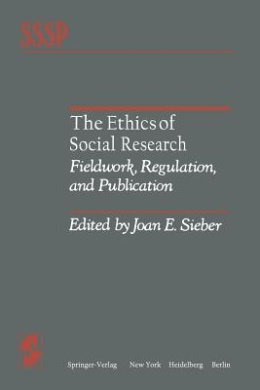 SSSP
The Ethics of
Social Research
Fieldwork, Regulation,
and Publication
Edited by Joan E. Sieber
Springer-Verlag New York Heidelberg Berlin